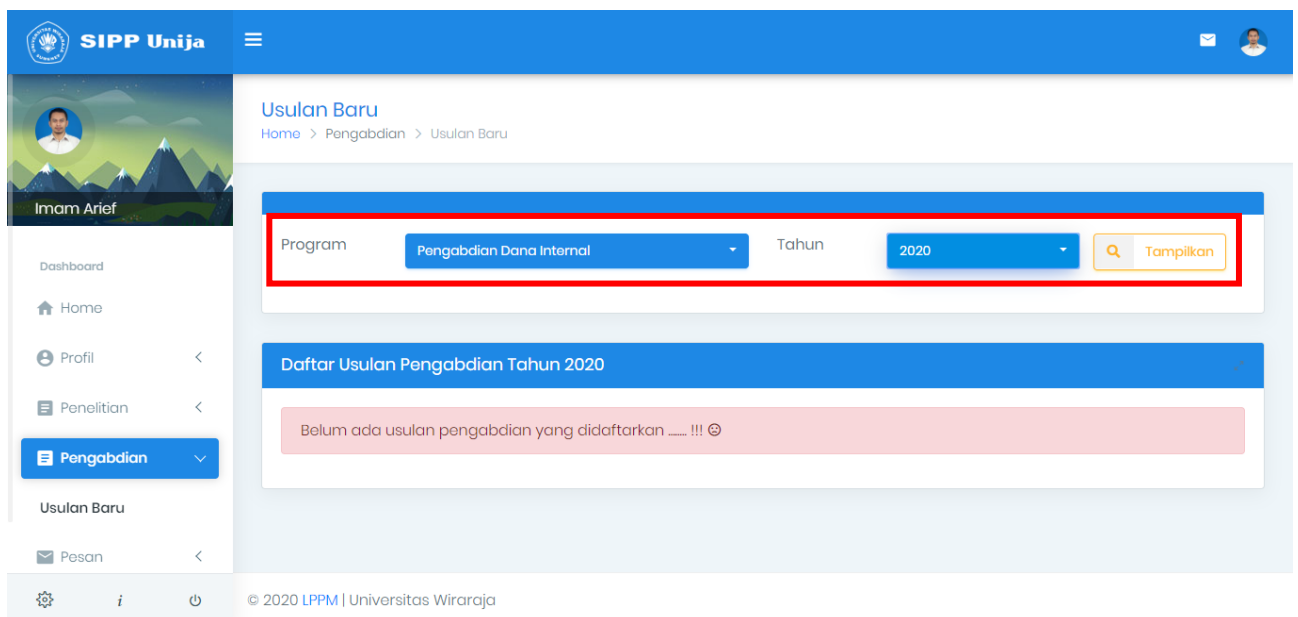 SIPP Unija
Usulan Baru
Home > Pengabdian > Usulan Baru
Imam Arief
Dashboard
Home
Profil
Penelitian
Pengabdian
Usulan Baru
Pesan
i
Program Pengabdian Dana Internal Tahun 2020 Tampilkan
Daftar Usulan Pengabdian Tahun 2020
Belum ada usulan pengabdian yang didaftarkan ....... !!! ☹
© 2020 LPPM | Universitas Wiraraja